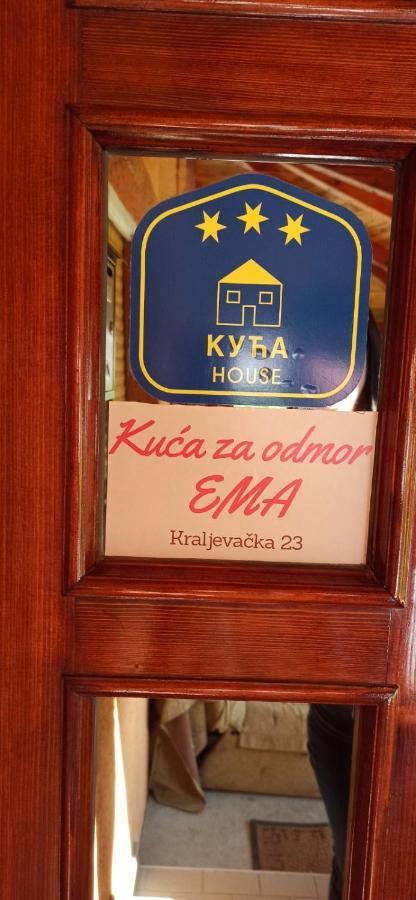 КУЋА
HOUSE
Kuća za odmor
EMA
Kraljevačka 23